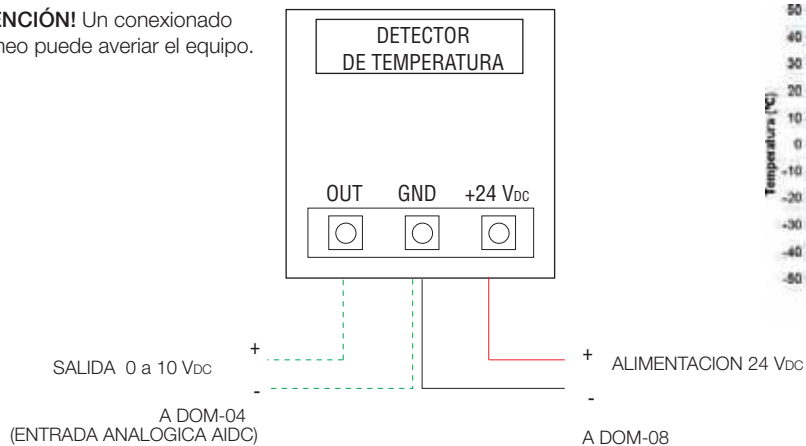 ENCIÓN! Un conexionado
neo puede averiar el equipo.
DETECTOR
DE TEMPERATURA
OUT GND +24 VDC
+
SALIDA 0 a 10 VDC
-
A DOM-04
(ENTRADA ANALOGICA AIDC)
+
ALIMENTACION 24 VDC
-
A DOM-08
Temperatura (°C)
50
40
30
20
10
0
-10
-20
-30
-40
-50